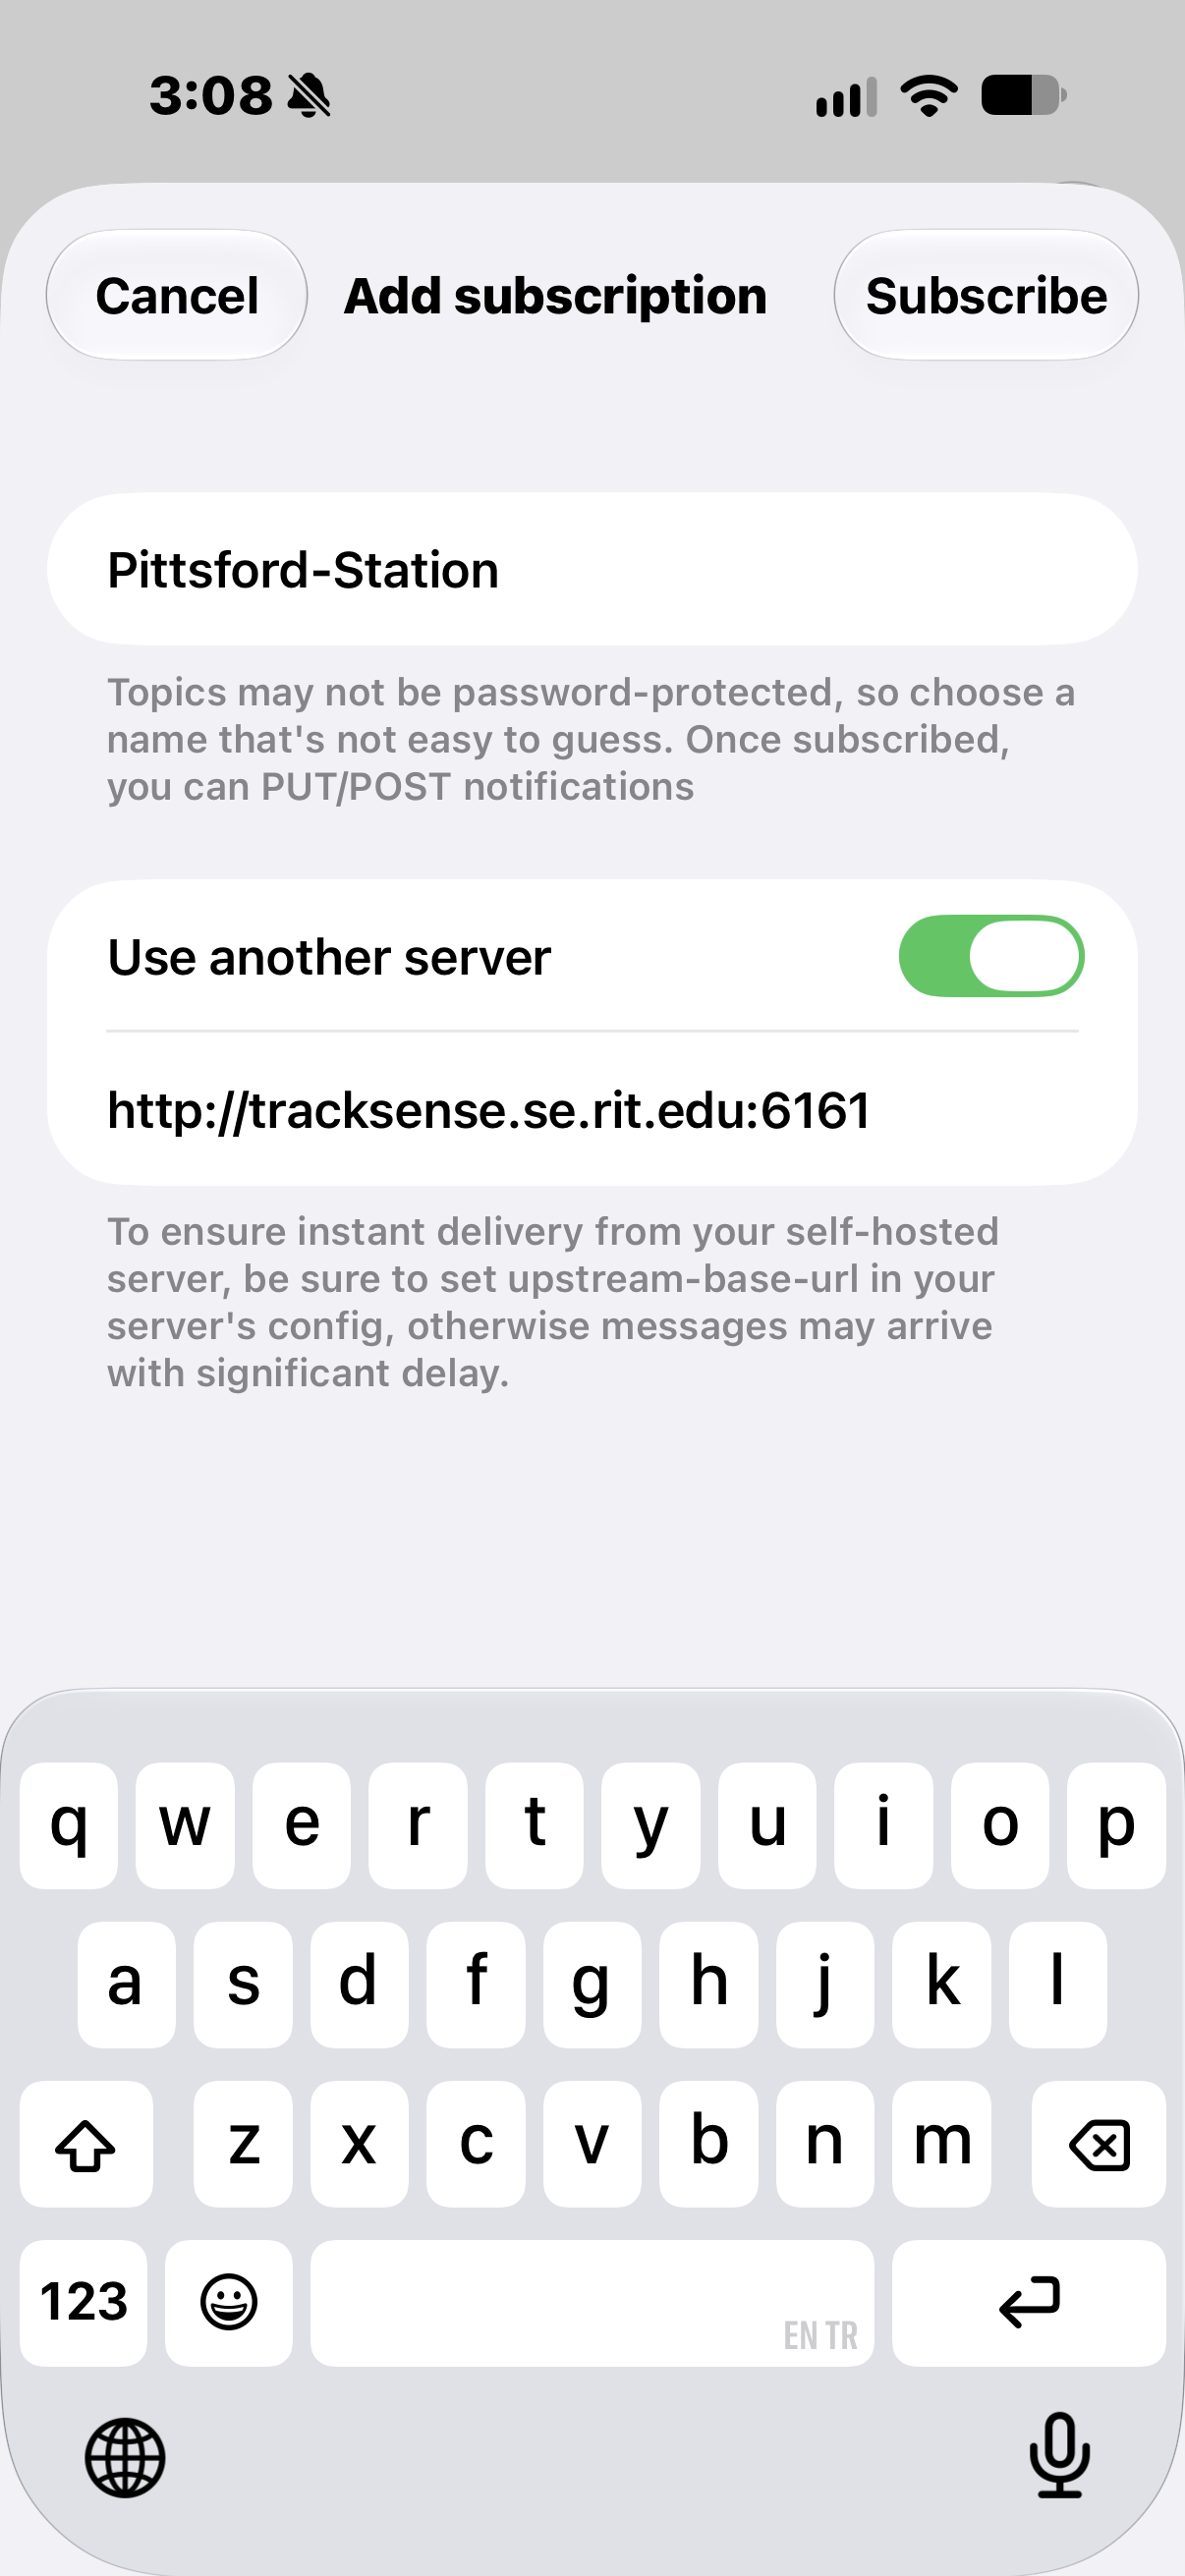 3:08
Cancel
Add subscription
Subscribe
Pittsford-Station
Topics may not be password-protected, so choose a
name that's not easy to guess. Once subscribed,
you can PUT/POST notifications
Use another server
http://tracksense.se.rit.edu:6161
To ensure instant delivery from your self-hosted
server, be sure to set upstream-base-url in your
server's config, otherwise messages may arrive
with significant delay.
q w e r t y u i o p
a s d f g h j k l
z x c v b n m
123
EN TR